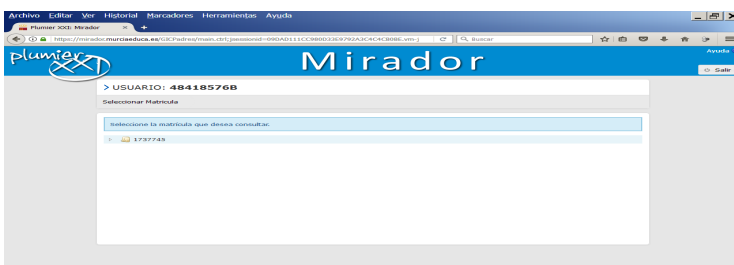 Archivo Editar Ver Historial Marcadores Herramientas Ayuda
Plumier XXI: Mirador
https://mirador.murciaeduca.es/GICPadres/main.ctrl;jsessionid=
Buscar
plumier XXI
Mirador
Ayuda
Salir
> USUARIO: 48418576B
Seleccionar Matrícula
Seleccione la matrícula que desea consultar.
1737745